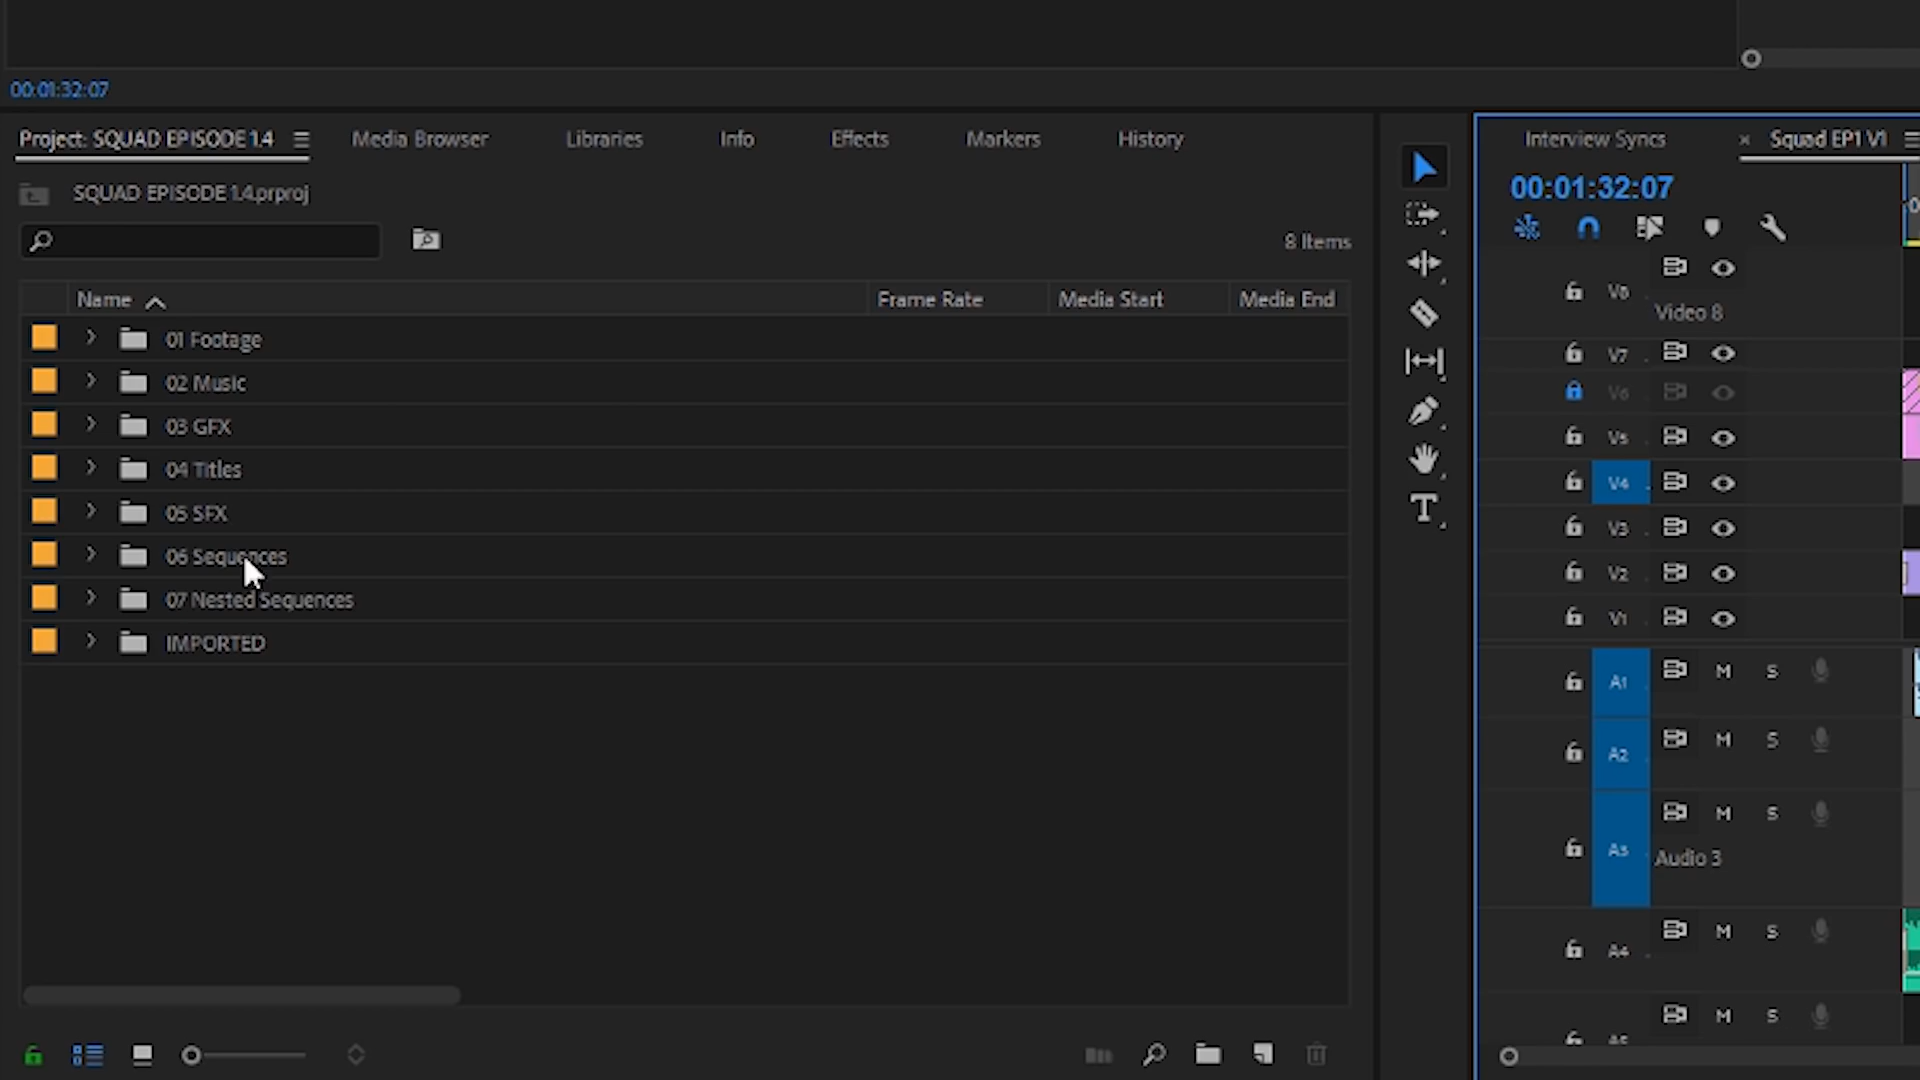 00:01:32:07
Project: SQUAD EPISODE 1.4
Media Browser
Libraries
Info
Effects
Markers
History
SQUAD EPISODE 1.4.prproj
8 Items
Name
Frame Rate
Media Start
Media End
01 Footage
02 Music
03 GFX
04 Titles
05 SFX
06 Sequences
07 Nested Sequences
IMPORTED
T
Interview Syncs
× Squad EP1 V1
00:01:32:07
V8
Video 8
V7
V6
V5
V4
V3
V2
V1
A1 M S
A2 M S
A3 M S
Audio 3
A4 M S
M S